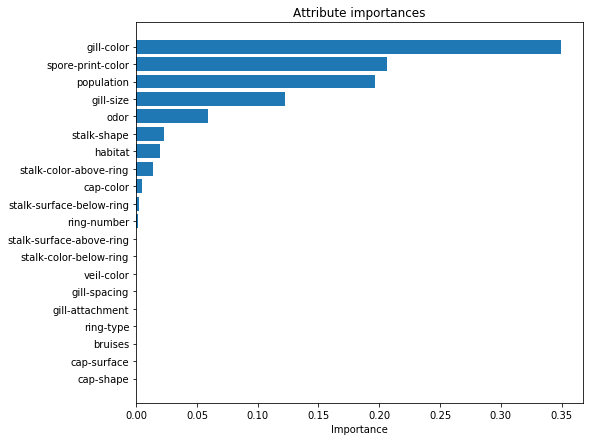 Attribute importances
gill-color
spore-print-color
population
gill-size
odor
stalk-shape
habitat
stalk-color-above-ring
cap-color
stalk-surface-below-ring
ring-number
stalk-surface-above-ring
stalk-color-below-ring
veil-color
gill-spacing
gill-attachment
ring-type
bruises
cap-surface
cap-shape
0.00 0.05 0.10 0.15 0.20 0.25 0.30 0.35
Importance